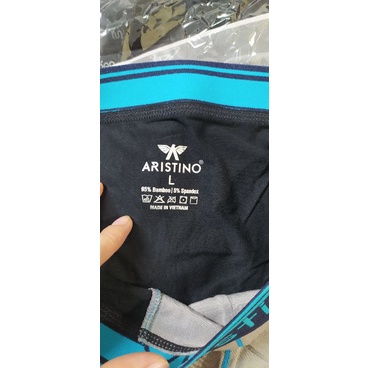 ARISTINO®
L
95% Bamboo | 5% Spandex
MADE IN VIETNAM